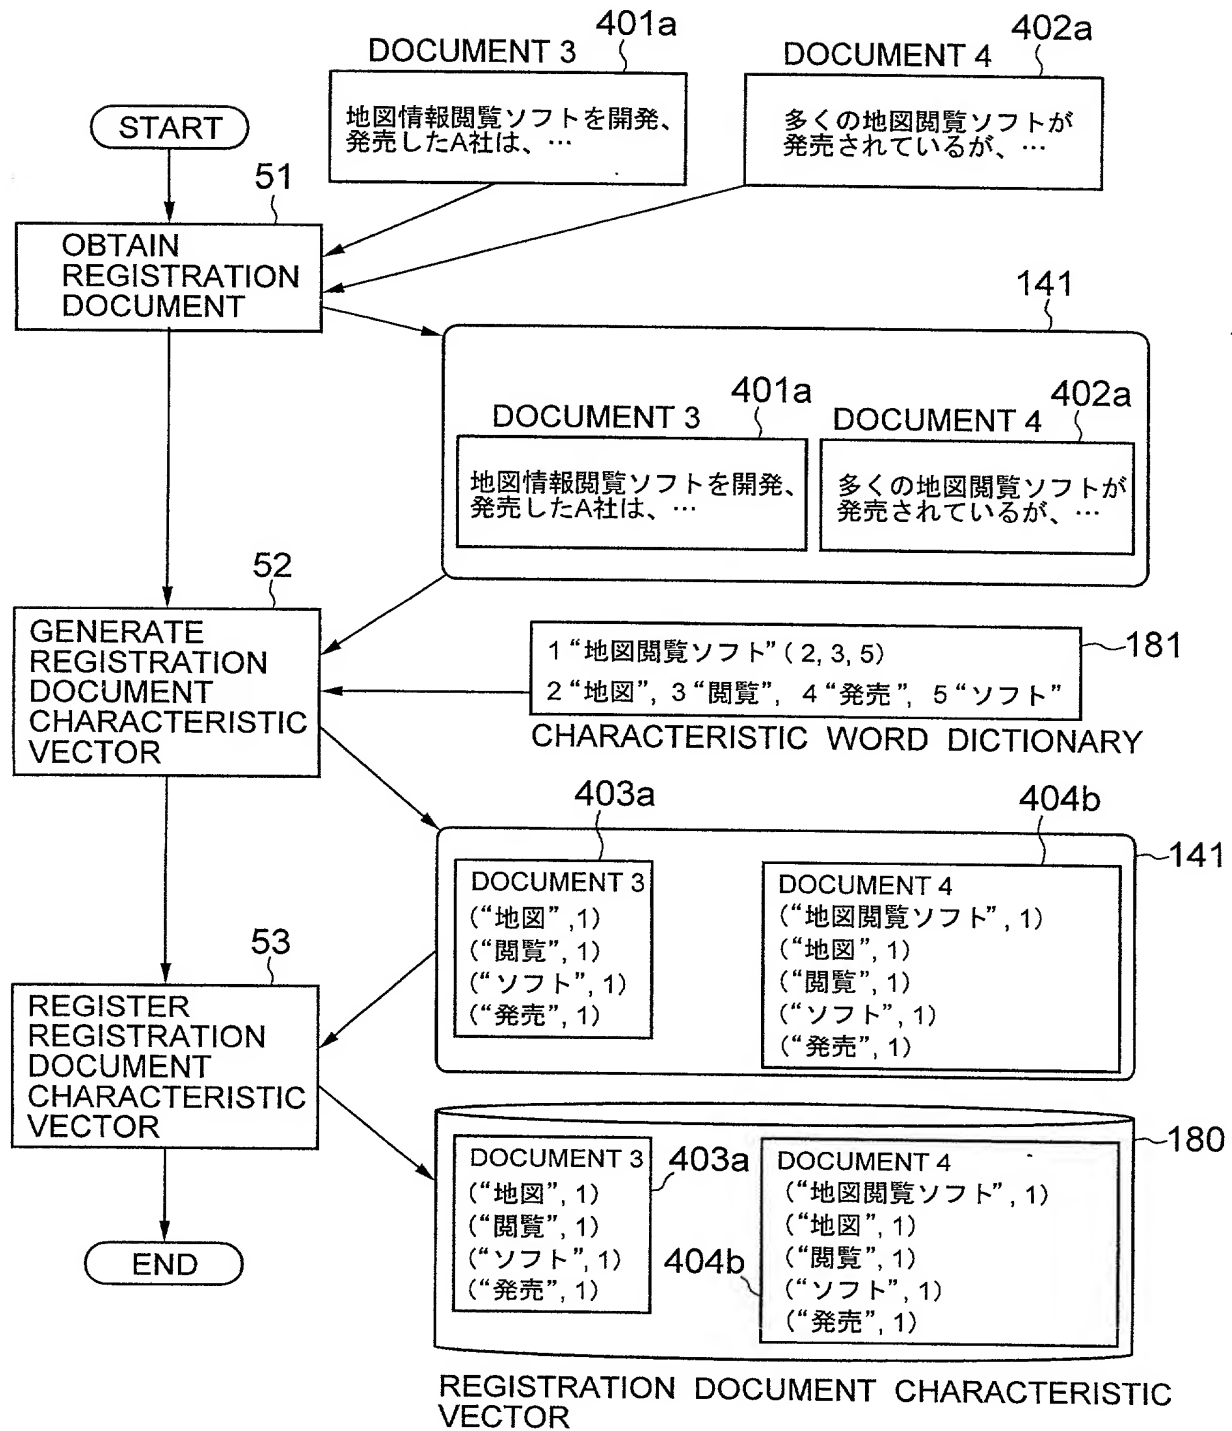 401a
DOCUMENT 3
402a
DOCUMENT 4
地図情報閲覧ソフトを開発、
発売したA社は、…
多くの地図閲覧ソフトが
発売されているが、…
START
51
OBTAIN
REGISTRATION
DOCUMENT
141
401a
DOCUMENT 3
402a
DOCUMENT 4
地図情報閲覧ソフトを開発、
発売したA社は、…
多くの地図閲覧ソフトが
発売されているが、…
52
GENERATE
REGISTRATION
DOCUMENT
CHARACTERISTIC
VECTOR
181
1 “地図閲覧ソフト” ( 2, 3, 5)
2 “地図”, 3 “閲覧”, 4 “発売”, 5 “ソフト”
CHARACTERISTIC WORD DICTIONARY
403a
404b
141
DOCUMENT 3
(“地図” ,1)
(“閲覧”, 1)
(“ソフト”, 1)
(“発売”, 1)
DOCUMENT 4
(“地図閲覧ソフト”, 1)
(“地図”, 1)
(“閲覧”, 1)
(“ソフト”, 1)
(“発売”, 1)
53
REGISTER
REGISTRATION
DOCUMENT
CHARACTERISTIC
VECTOR
180
DOCUMENT 3
403a
(“地図”, 1)
(“閲覧”, 1)
(“ソフト”, 1)
(“発売”, 1)
DOCUMENT 4
(“地図閲覧ソフト”, 1)
(“地図”, 1)
(“閲覧”, 1)
(“ソフト”, 1)
(“発売”, 1)
404b
END
REGISTRATION DOCUMENT CHARACTERISTIC
VECTOR